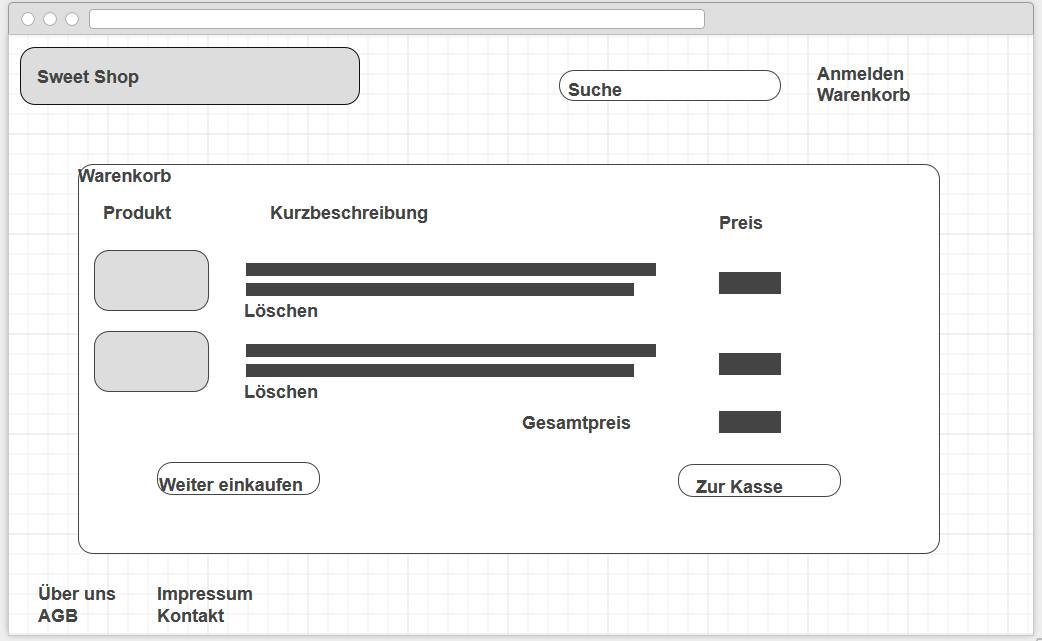 Sweet Shop
Suche
Anmelden
Warenkorb
Warenkorb
Produkt
Kurzbeschreibung
Preis
Löschen
Löschen
Gesamtpreis
Weiter einkaufen
Zur Kasse
Über uns
AGB
Impressum
Kontakt